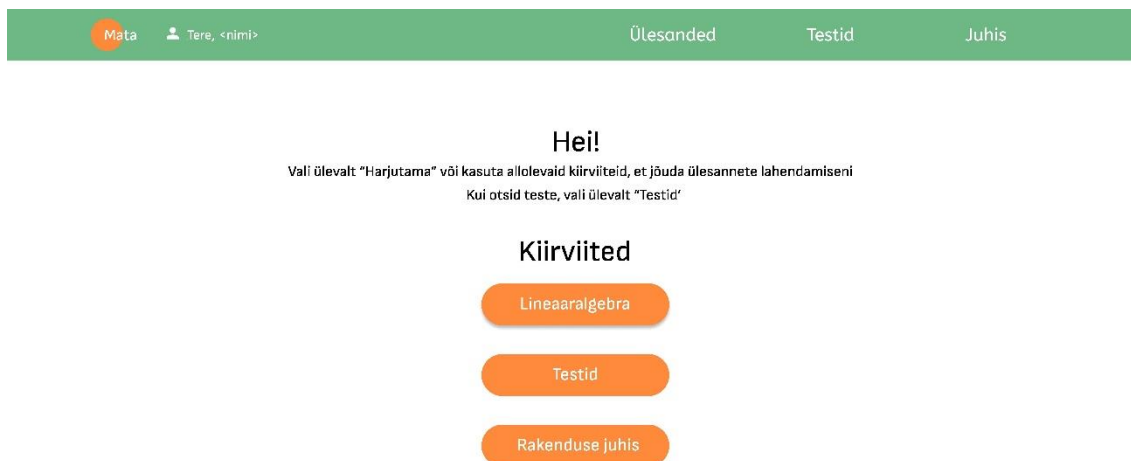 Mata Tere, <nimi> Ülesanded Testid Juhis
Hei!
Vali ülevalt “Harjutama” või kasuta allolevaid kiirviiteid, et jõuda ülesannete lahendamiseni
Kui otsid teste, vali ülevalt “Testid’
Kiirviited
Lineaaralgebra
Testid
Rakenduse juhis